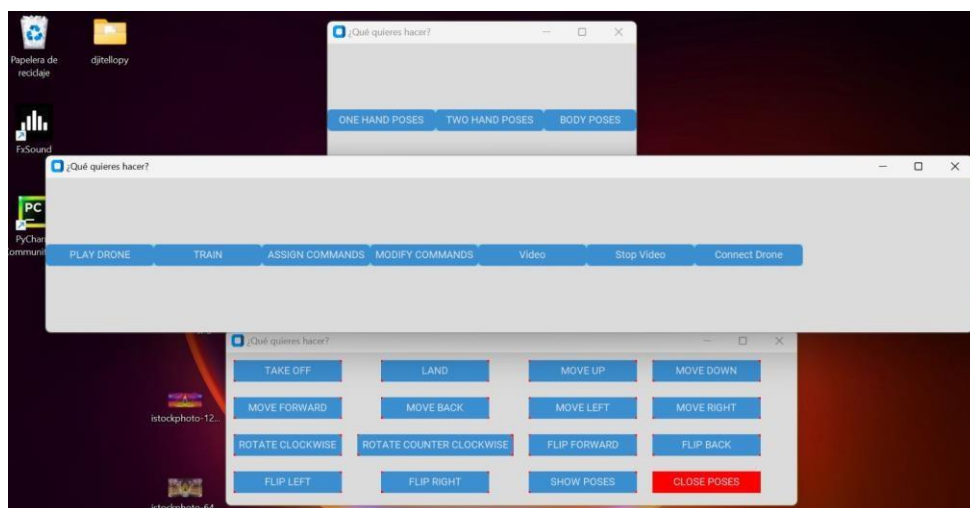 Papelera de
reciclaje
djitellopy
FxSound
PC
PyChar
ommuni
¿Qué quieres hacer?
ONE HAND POSES TWO HAND POSES BODY POSES
¿Qué quieres hacer?
PLAY DRONE TRAIN ASSIGN COMMANDS MODIFY COMMANDS Video Stop Video Connect Drone
¿Qué quieres hacer?
TAKE OFF LAND MOVE UP MOVE DOWN
MOVE FORWARD MOVE BACK MOVE LEFT MOVE RIGHT
ROTATE CLOCKWISE ROTATE COUNTER CLOCKWISE FLIP FORWARD FLIP BACK
FLIP LEFT FLIP RIGHT SHOW POSES CLOSE POSES
istockphoto-12...
istockphoto-64